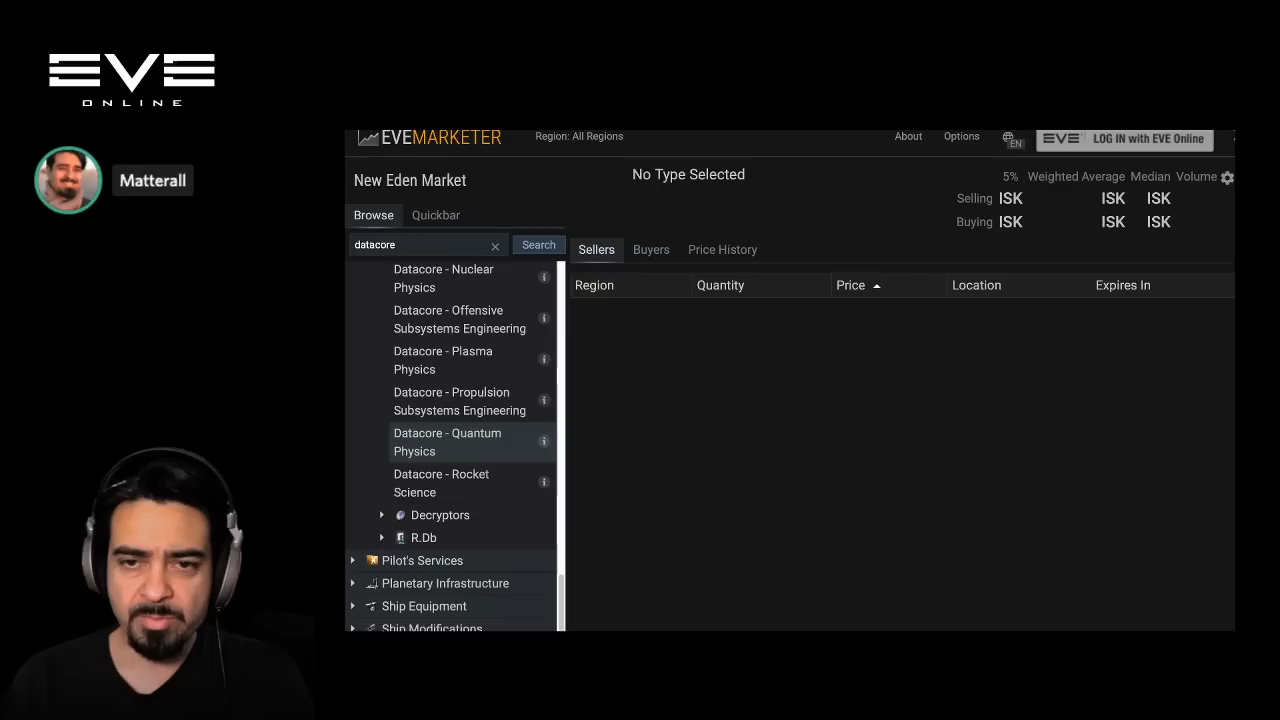 EVE
ONLINE
Matterall
EVEMARKETER
Region: All Regions
About
Options
EN
EVE LOG IN with EVE Online
New Eden Market
No Type Selected
5% Weighted Average Median Volume
Selling ISK ISK ISK
Buying ISK ISK ISK
Browse Quickbar
datacore
Search
Sellers Buyers Price History
Region Quantity Price Location Expires In
Datacore - Nuclear
Physics
Datacore - Offensive
Subsystems Engineering
Datacore - Plasma
Physics
Datacore - Propulsion
Subsystems Engineering
Datacore - Quantum
Physics
Datacore - Rocket
Science
Decryptors
R.Db
Pilot's Services
Planetary Infrastructure
Ship Equipment
Ship Modifications